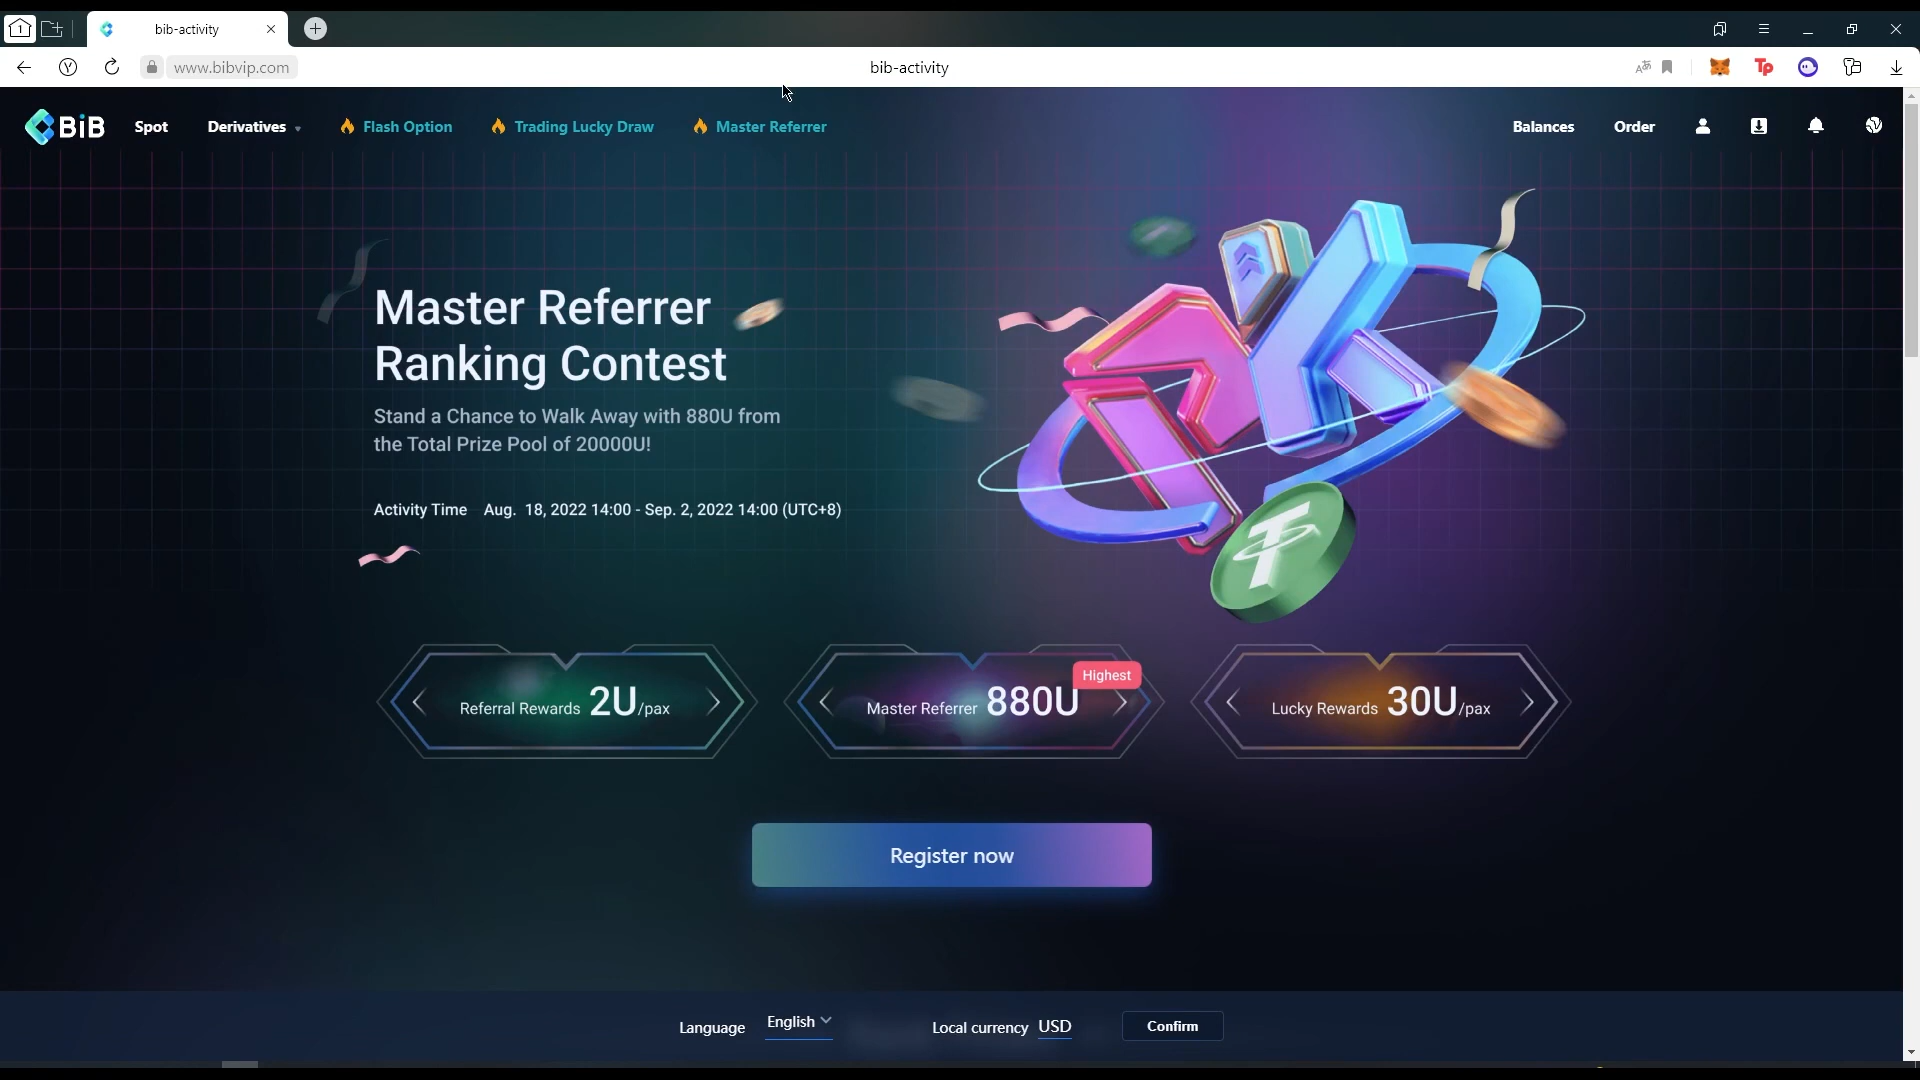 1
bib-activity
www.bibvip.com
bib-activity
Tp
BiB
Spot
Derivatives
Flash Option
Trading Lucky Draw
Master Referrer
Balances
Order
Master Referrer
Ranking Contest
Stand a Chance to Walk Away with 880U from
the Total Prize Pool of 20000U!
Activity Time Aug. 18, 2022 14:00 - Sep. 2, 2022 14:00 (UTC+8)
Referral Rewards 2U/pax
Highest
Master Referrer 880U
Lucky Rewards 30U/pax
Register now
Language English
Local currency USD
Confirm